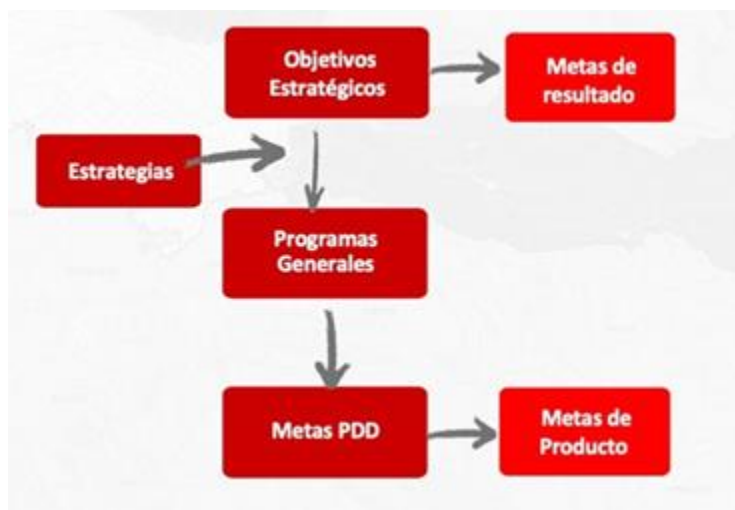 Objetivos
Estratégicos
Metas de
resultado
Estrategias
Programas
Generales
Metas PDD
Metas de
Producto